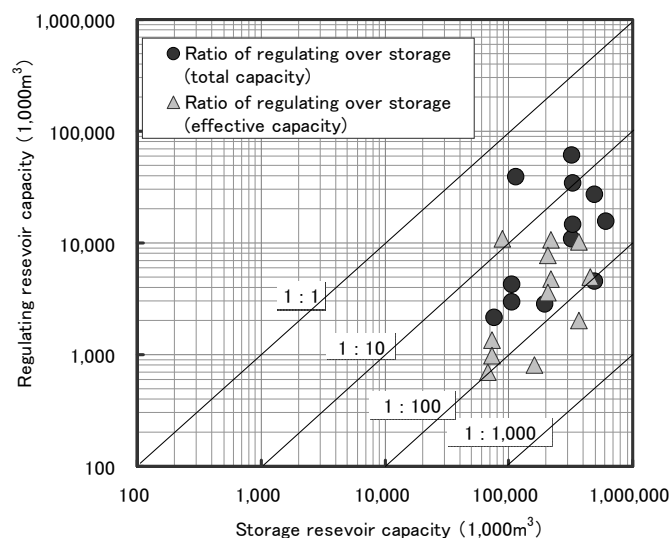 1,000,000
● Ratio of regulating over storage
(total capacity)
▲ Ratio of regulating over storage
(effective capacity)
100,000
10,000
1,000
100
Regulating resevoir capacity (1,000m³)
1 : 1
1 : 10
1 : 100
1 : 1,000
100 1,000 10,000 100,000 1,000,000
Storage resevoir capacity (1,000m³)